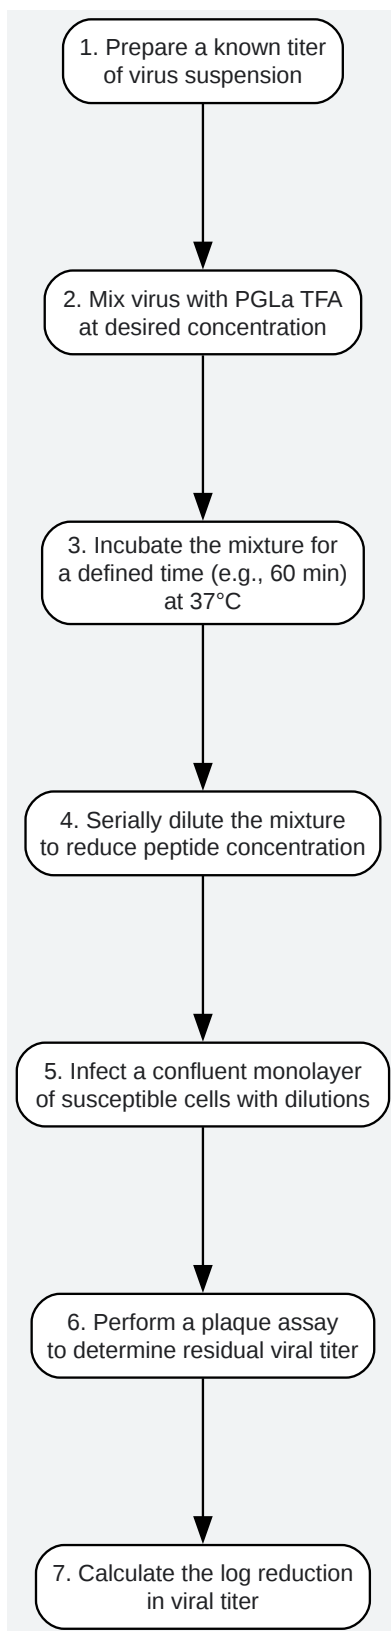 1. Prepare a known titer
of virus suspension
2. Mix virus with PGLa TFA
at desired concentration
3. Incubate the mixture for
a defined time (e.g., 60 min)
at 37°C
4. Serially dilute the mixture
to reduce peptide concentration
5. Infect a confluent monolayer
of susceptible cells with dilutions
6. Perform a plaque assay
to determine residual viral titer
7. Calculate the log reduction
in viral titer